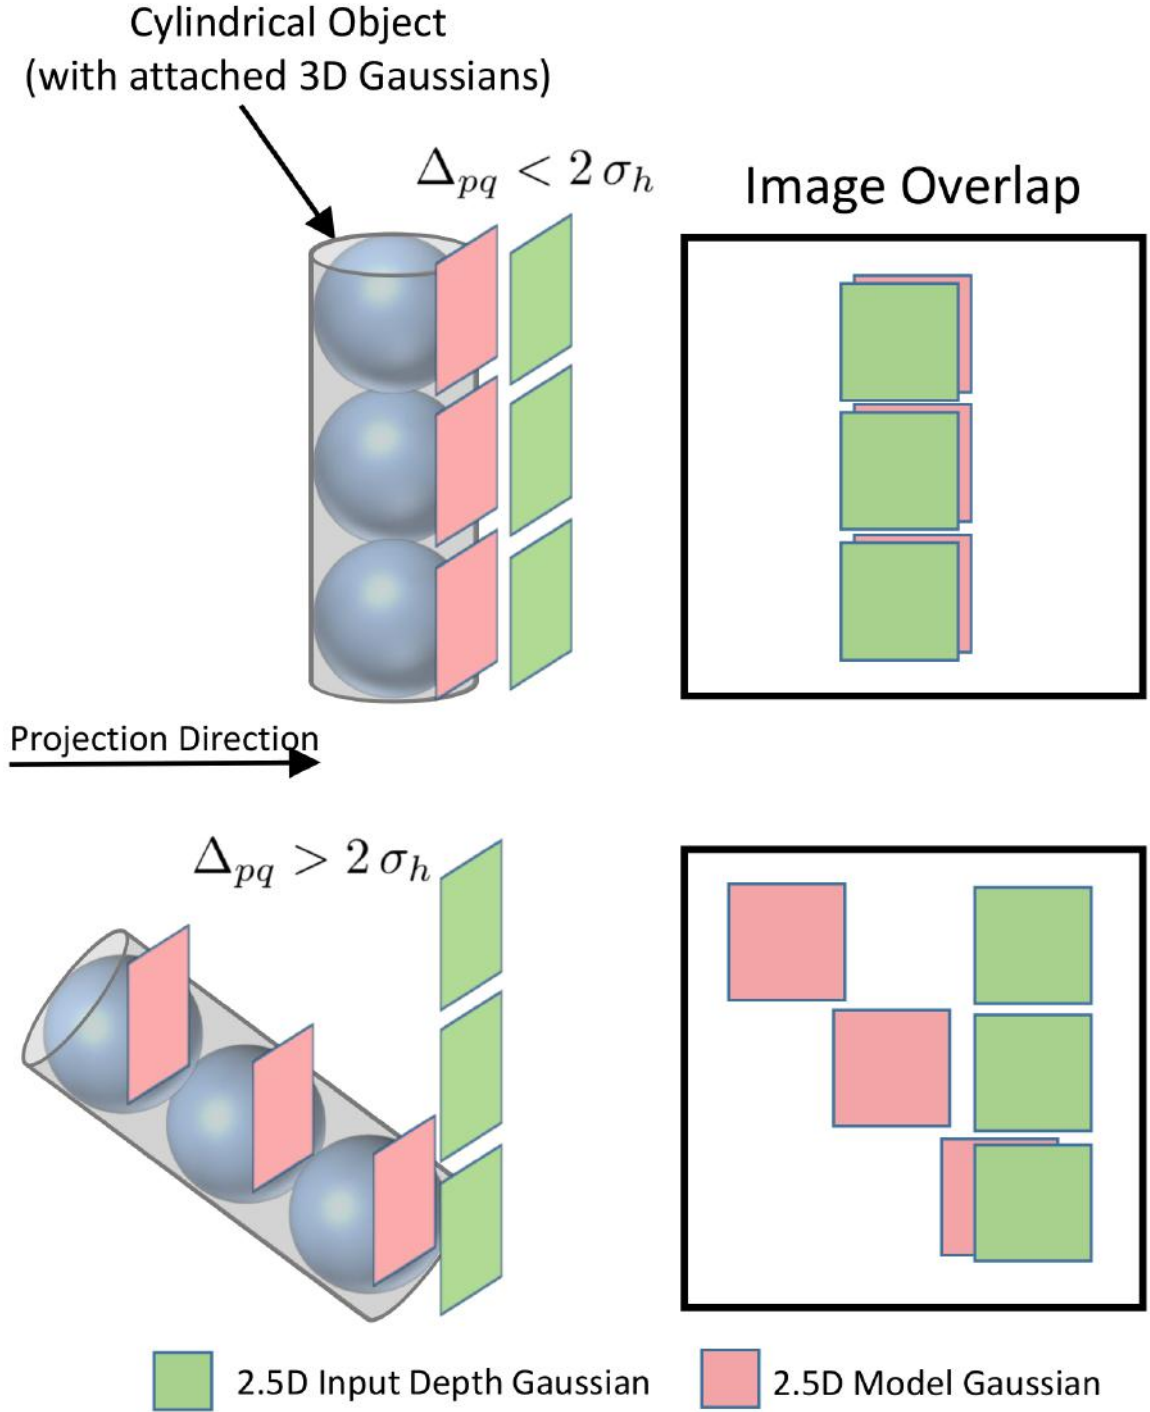 Cylindrical Object
(with attached 3D Gaussians)
Δpq < 2 σh
Image Overlap
Projection Direction
Δpq > 2 σh
2.5D Input Depth Gaussian
2.5D Model Gaussian